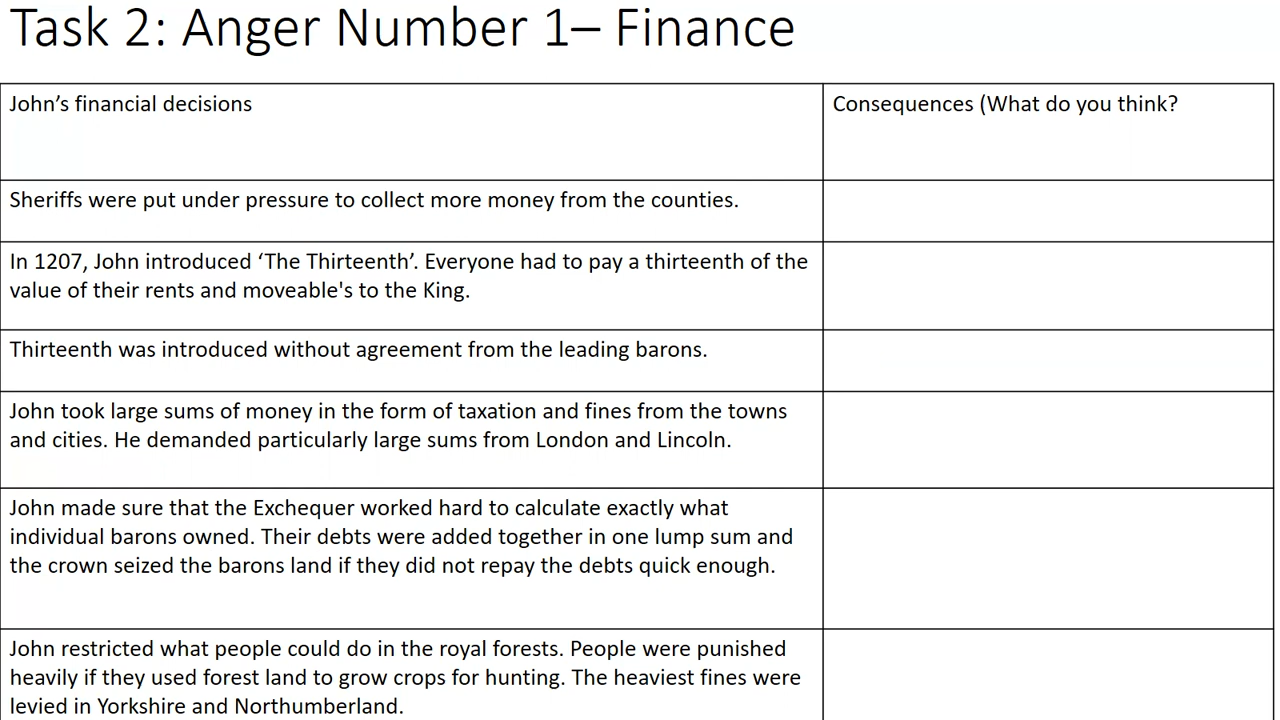 Task 2: Anger Number 1– Finance
John’s financial decisions
Consequences (What do you think?
Sheriffs were put under pressure to collect more money from the counties.
In 1207, John introduced ‘The Thirteenth’. Everyone had to pay a thirteenth of the
value of their rents and moveable's to the King.
Thirteenth was introduced without agreement from the leading barons.
John took large sums of money in the form of taxation and fines from the towns
and cities. He demanded particularly large sums from London and Lincoln.
John made sure that the Exchequer worked hard to calculate exactly what
individual barons owned. Their debts were added together in one lump sum and
the crown seized the barons land if they did not repay the debts quick enough.
John restricted what people could do in the royal forests. People were punished
heavily if they used forest land to grow crops for hunting. The heaviest fines were
levied in Yorkshire and Northumberland.